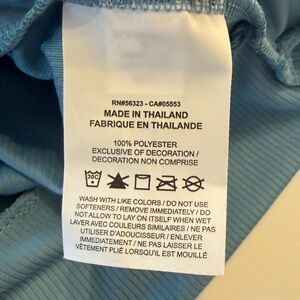 RN#56323 - CA#05553
MADE IN THAILAND
FABRIQUE EN THAILANDE
100% POLYESTER
EXCLUSIVE OF DECORATION /
DECORATION NON COMPRISE
30C
WASH WITH LIKE COLORS / DO NOT USE
SOFTENERS / REMOVE IMMEDIATELY / DO
NOT ALLOW TO LAY ON ITSELF WHEN WET
LAVER AVEC COULEURS SIMILAIRES / NE PAS
UTILISER D'ADOUCISSEUR / ENLEVER
IMMEDIATEMENT / NE PAS LAISSER LE
VÊTEMENT PLIÉ LORSQU'IL EST MOUILLÉ